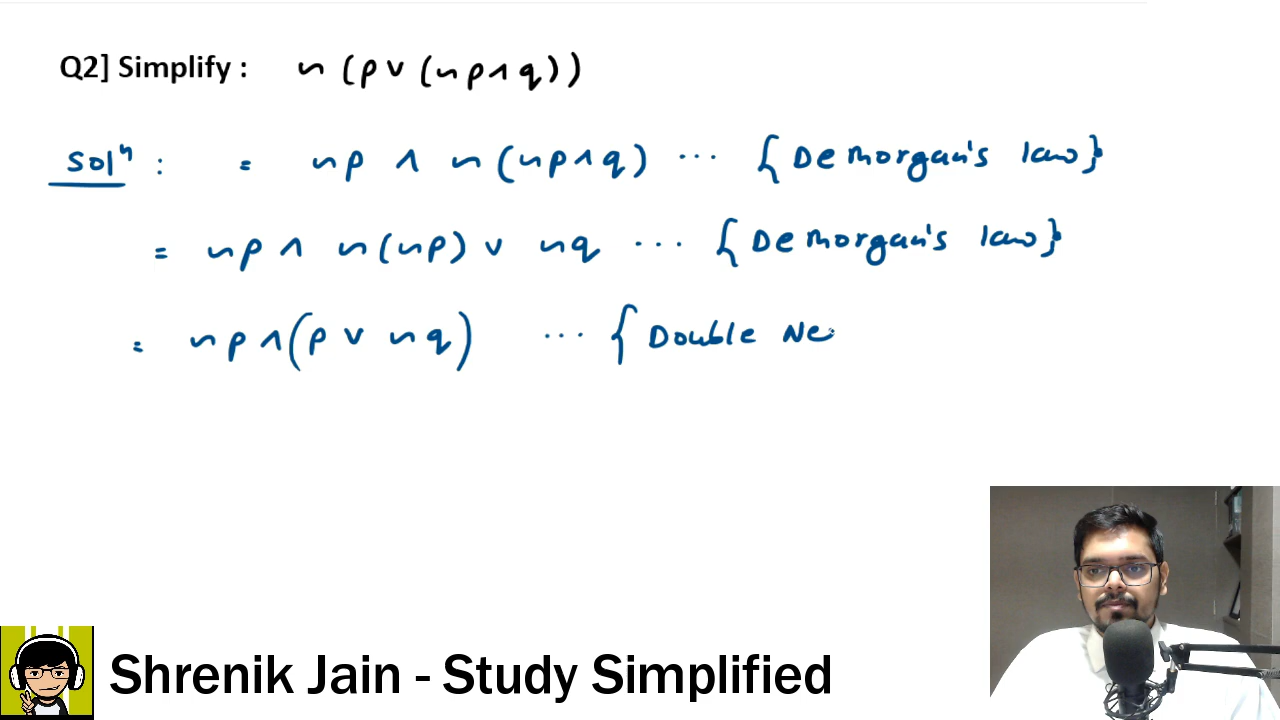 Q2] Simplify : ~ (p ∨ (~p ∧ q))
Solⁿ : = ~p ∧ ~(~p ∧ q) ... {De Morgan's law}
= ~p ∧ ~(~p) ∨ ~q ... {De Morgan's law}
= ~p ∧ (p ∨ ~q) ... {Double Ne
Shrenik Jain - Study Simplified